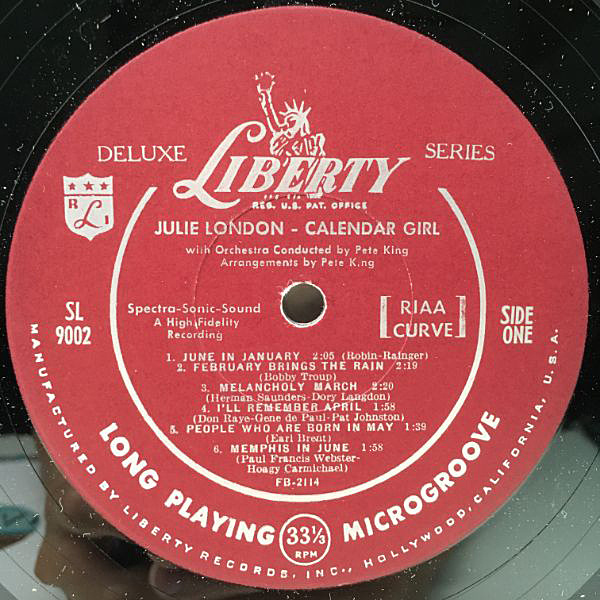 DELUXE LIBERTY SERIES
REG. U.S. PAT. OFFICE
R L I
JULIE LONDON - CALENDAR GIRL
with Orchestra Conducted by Pete King
Arrangements by Pete King
Spectra-Sonic-Sound
A High Fidelity
Recording
SL
9002
[RIAA
CURVE]
SIDE
ONE
1. JUNE IN JANUARY 2:05 (Robin-Rainger)
2. FEBRUARY BRINGS THE RAIN 2:19
(Bobby Troup)
3. MELANCHOLY MARCH 2:20
(Herman Saunders-Dory Langdon)
4. I'LL REMEMBER APRIL 1:58
(Don Raye-Gene de Paul-Pat Johnston)
5. PEOPLE WHO ARE BORN IN MAY 1:39
(Earl Brent)
6. MEMPHIS IN JUNE 1:58
(Paul Francis Webster-
Hoagy Carmichael)
FB-2114
LONG PLAYING 33⅓ RPM MICROGROOVE
MANUFACTURED BY LIBERTY RECORDS, INC., HOLLYWOOD, CALIFORNIA, U.S.A.